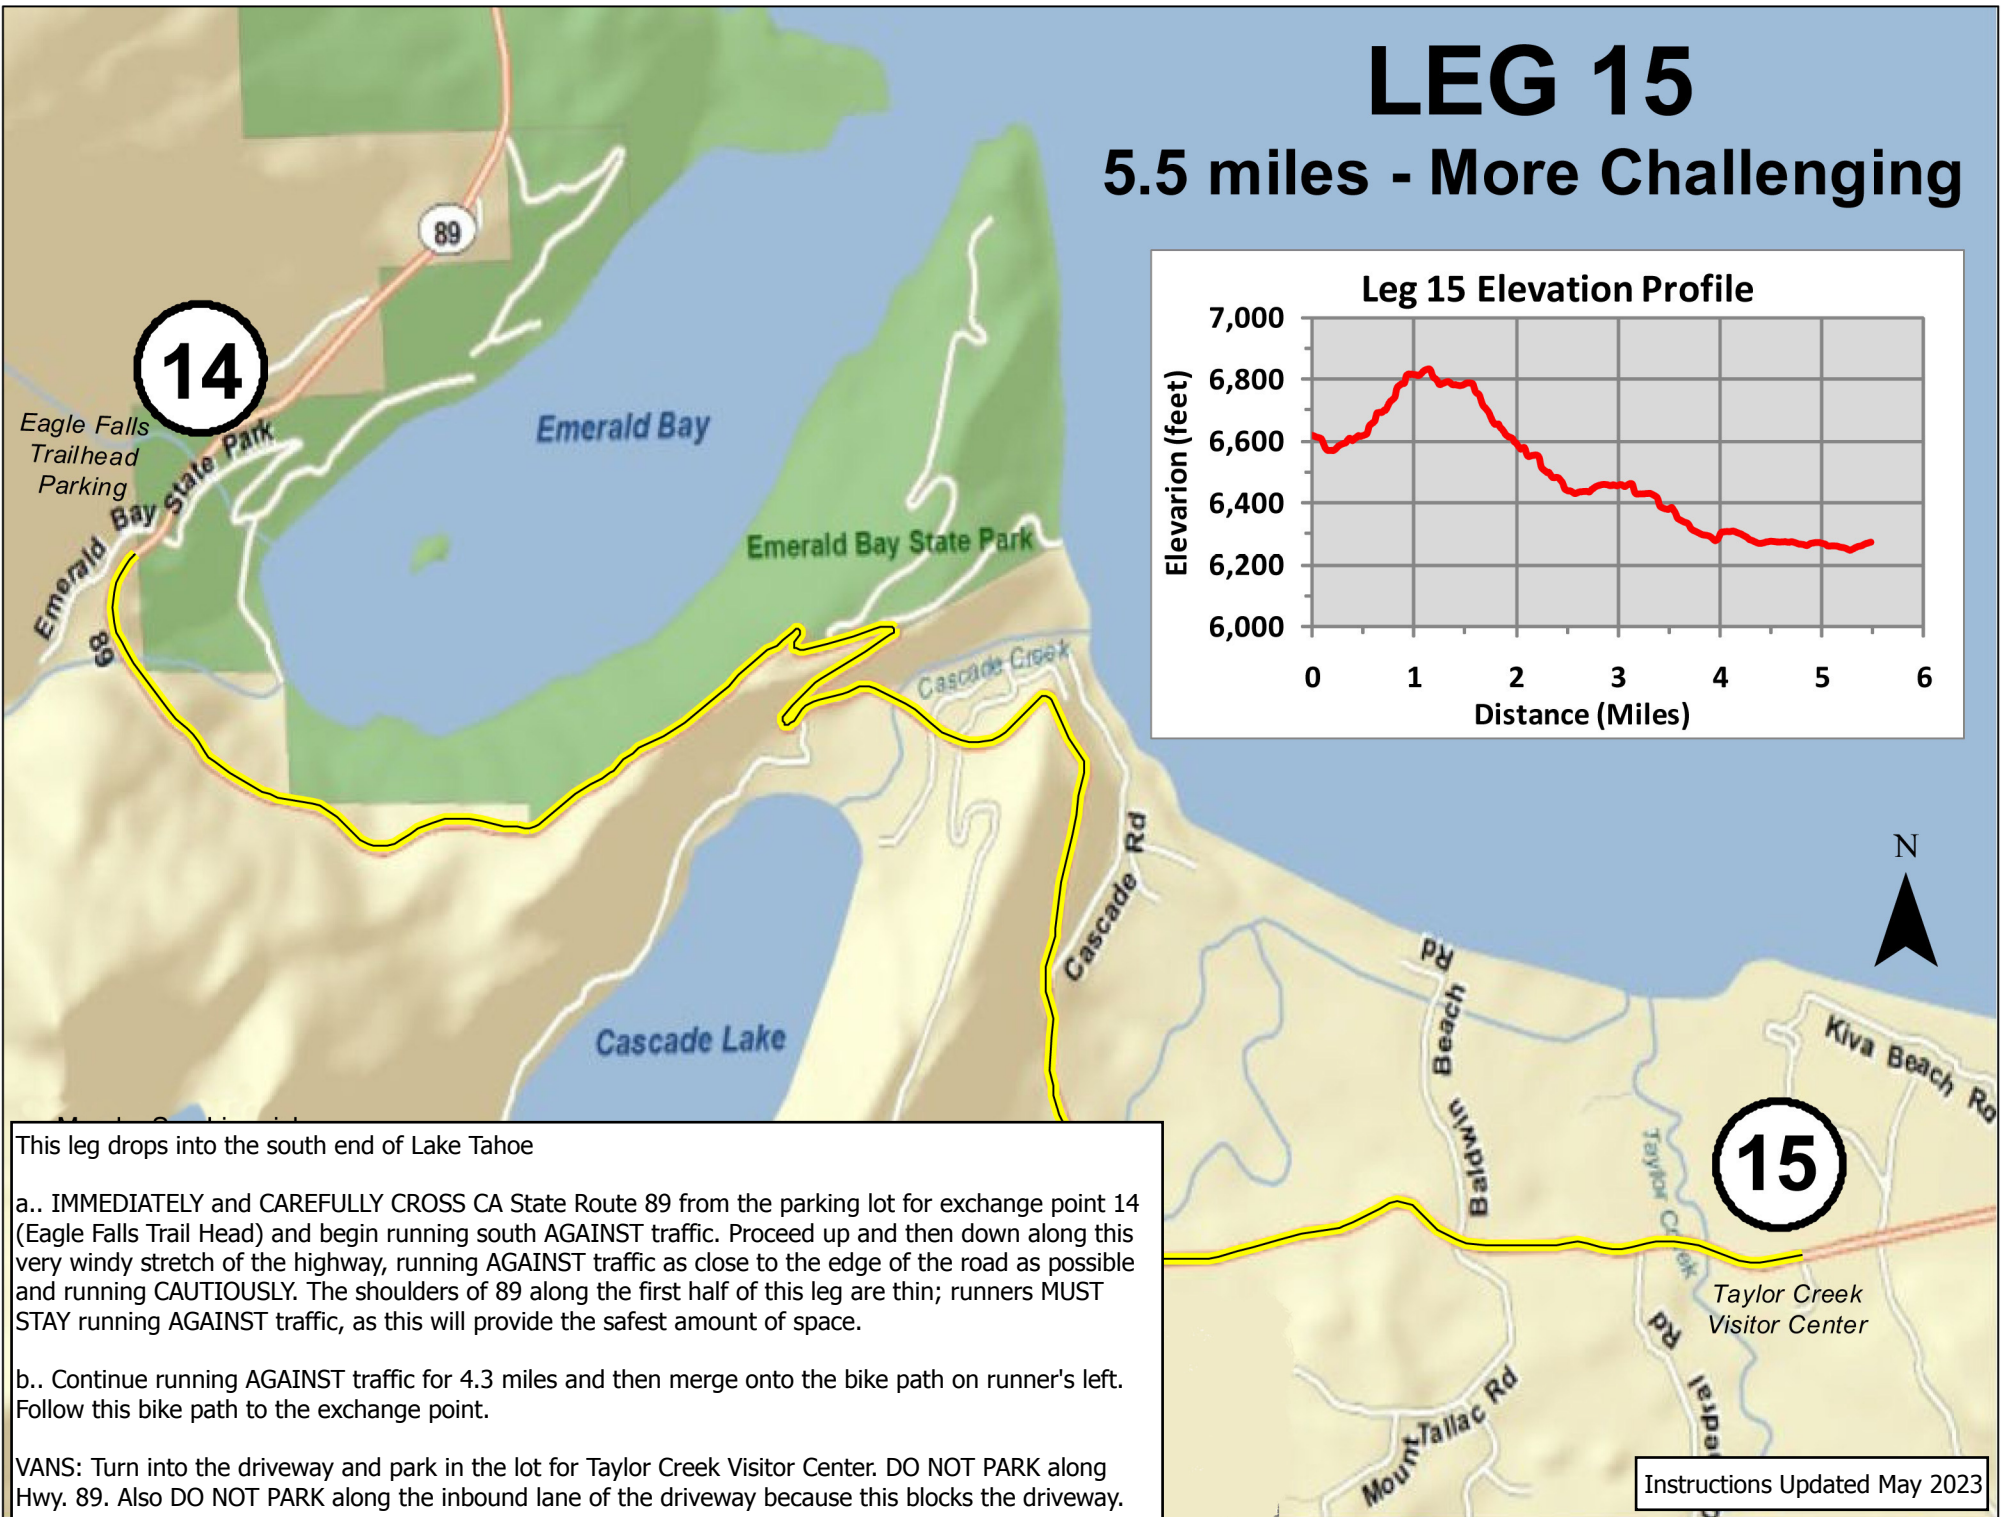 LEG 15
5.5 miles - More Challenging
Leg 15 Elevation Profile
7,000
6,800
6,600
6,400
6,200
6,000
Elevarion (feet)
0 1 2 3 4 5 6
Distance (Miles)
89
14
Eagle Falls
Trailhead
Parking
Emerald Bay State Park
89
Emerald Bay
Emerald Bay State Park
Cascade Creek
Cascade Rd
Cascade Lake
N
Baldwin Beach Rd
Kiva Beach Ro
Taylor Creek
15
Taylor Creek
Visitor Center
Mount Tallac Rd
Rd
This leg drops into the south end of Lake Tahoe
a.. IMMEDIATELY and CAREFULLY CROSS CA State Route 89 from the parking lot for exchange point 14
(Eagle Falls Trail Head) and begin running south AGAINST traffic. Proceed up and then down along this
very windy stretch of the highway, running AGAINST traffic as close to the edge of the road as possible
and running CAUTIOUSLY. The shoulders of 89 along the first half of this leg are thin; runners MUST
STAY running AGAINST traffic, as this will provide the safest amount of space.
b.. Continue running AGAINST traffic for 4.3 miles and then merge onto the bike path on runner's left.
Follow this bike path to the exchange point.
VANS: Turn into the driveway and park in the lot for Taylor Creek Visitor Center. DO NOT PARK along
Hwy. 89. Also DO NOT PARK along the inbound lane of the driveway because this blocks the driveway.
Instructions Updated May 2023